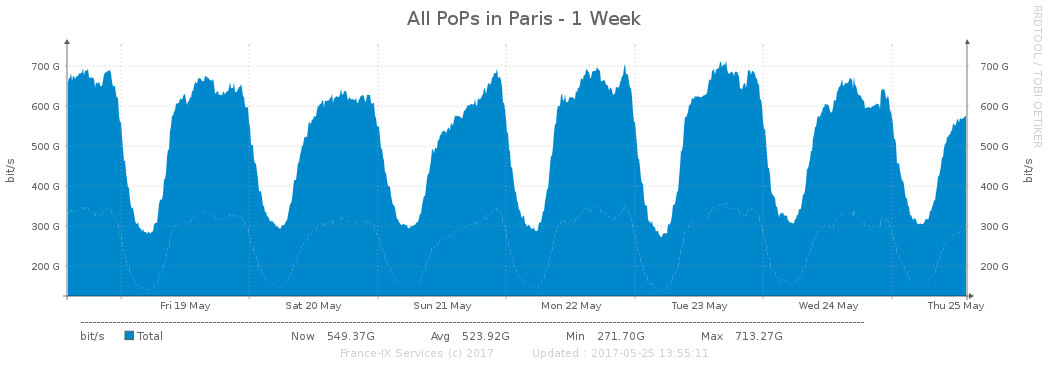 All PoPs in Paris - 1 Week
RRDTOOL / TOBI OETIKER
700 G 700 G
600 G 600 G
500 G 500 G
400 G 400 G
300 G 300 G
200 G 200 G
bit/s
bit/s
Fri 19 May Sat 20 May Sun 21 May Mon 22 May Tue 23 May Wed 24 May Thu 25 May
bit/s Total Now 549.37G Avg 523.92G Min 271.70G Max 713.27G
France-IX Services (c) 2017 Updated : 2017-05-25 13:55:11